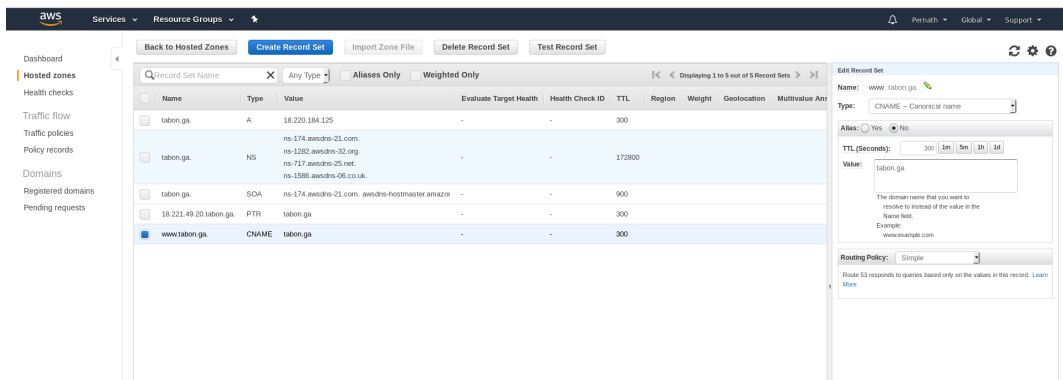 aws Services Resource Groups Pernath Global Support
Dashboard
Hosted zones
Health checks
Traffic flow
Traffic policies
Policy records
Domains
Registered domains
Pending requests
Back to Hosted Zones Create Record Set Import Zone File Delete Record Set Test Record Set
Record Set Name Any Type Aliases Only Weighted Only Displaying 1 to 5 out of 5 Record Sets
Name Type Value Evaluate Target Health Health Check ID TTL Region Weight Geolocation Multivalue Ans
tabon.ga. A 18.220.184.125 - - 300
ns-174.awsdns-21.com.
ns-1282.awsdns-32.org.
tabon.ga. NS - - 172800
ns-717.awsdns-25.net.
ns-1586.awsdns-06.co.uk.
tabon.ga. SOA ns-174.awsdns-21.com. awsdns-hostmaster.amazor - - 900
18.221.49.20.tabon.ga. PTR tabon.ga - - 300
www.tabon.ga. CNAME tabon.ga - - 300
Edit Record Set
Name: www .tabon.ga.
Type: CNAME – Canonical name
Alias: Yes No
TTL (Seconds): 300 1m 5m 1h 1d
Value: tabon.ga
The domain name that you want to
resolve to instead of the value in the
Name field.
Example:
www.example.com
Routing Policy: Simple
Route 53 responds to queries based only on the values in this record. Learn
More